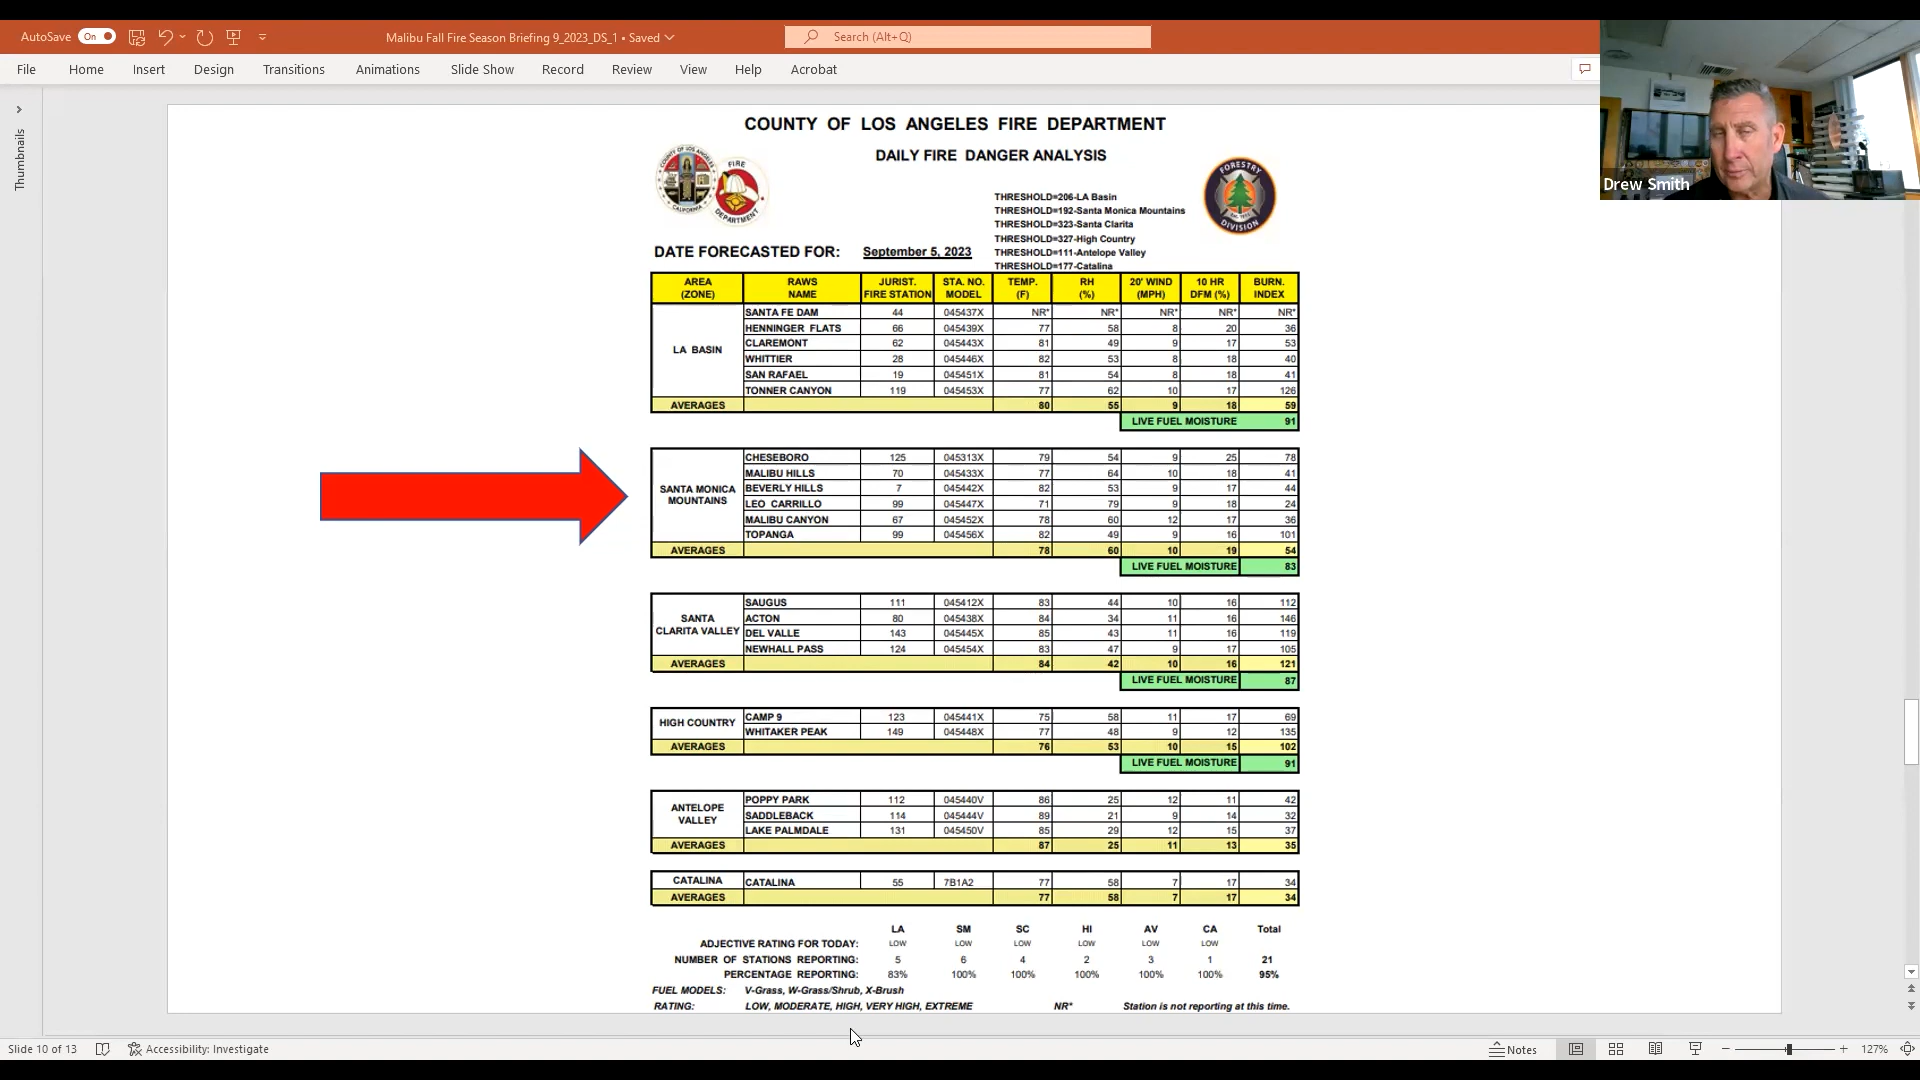 AutoSave On Malibu Fall Fire Season Briefing 9_2023_DS_1 • Saved Search (Alt+Q)
File Home Insert Design Transitions Animations Slide Show Record Review View Help Acrobat
Thumbnails
Drew Smith
COUNTY OF LOS ANGELES FIRE DEPARTMENT
DAILY FIRE DANGER ANALYSIS
COUNTY OF LOS ANGELES
CALIFORNIA
FIRE
DEPARTMENT
FORESTRY
DIVISION
THRESHOLD=206-LA Basin
THRESHOLD=192-Santa Monica Mountains
THRESHOLD=323-Santa Clarita
THRESHOLD=327-High Country
THRESHOLD=111-Antelope Valley
THRESHOLD=177-Catalina
DATE FORECASTED FOR: September 5, 2023
AREA RAWS JURIST. STA. NO. TEMP. RH 20' WIND 10 HR BURN.
(ZONE) NAME FIRE STATION MODEL (F) (%) (MPH) DFM (%) INDEX
LA BASIN
SANTA FE DAM 44 045437X NR* NR* NR* NR* NR*
HENNINGER FLATS 66 045439X 77 58 8 20 36
CLAREMONT 62 045443X 81 49 9 17 53
WHITTIER 28 045446X 82 53 8 18 40
SAN RAFAEL 19 045451X 81 54 8 18 41
TONNER CANYON 119 045453X 77 62 10 17 126
AVERAGES 80 55 9 18 59
LIVE FUEL MOISTURE 91
SANTA MONICA
MOUNTAINS
CHESEBORO 125 045313X 79 54 9 25 78
MALIBU HILLS 70 045433X 77 64 10 18 41
BEVERLY HILLS 7 045442X 82 53 9 17 44
LEO CARRILLO 99 045447X 71 79 9 18 24
MALIBU CANYON 67 045452X 78 60 12 17 36
TOPANGA 99 045456X 82 49 9 16 101
AVERAGES 78 60 10 19 54
LIVE FUEL MOISTURE 83
SANTA
CLARITA VALLEY
SAUGUS 111 045412X 83 44 10 16 112
ACTON 80 045438X 84 34 11 16 146
DEL VALLE 143 045445X 85 43 11 16 119
NEWHALL PASS 124 045454X 83 47 9 17 105
AVERAGES 84 42 10 16 121
LIVE FUEL MOISTURE 87
HIGH COUNTRY
CAMP 9 123 045441X 75 58 11 17 69
WHITAKER PEAK 149 045448X 77 48 9 12 135
AVERAGES 76 53 10 15 102
LIVE FUEL MOISTURE 91
ANTELOPE
VALLEY
POPPY PARK 112 045440V 86 25 12 11 42
SADDLEBACK 114 045444V 89 21 9 14 32
LAKE PALMDALE 131 045450V 85 29 12 15 37
AVERAGES 87 25 11 13 35
CATALINA CATALINA 55 7B1A2 77 58 7 17 34
AVERAGES 77 58 7 17 34
LA SM SC HI AV CA Total
ADJECTIVE RATING FOR TODAY: LOW LOW LOW LOW LOW LOW
NUMBER OF STATIONS REPORTING: 5 6 4 2 3 1 21
PERCENTAGE REPORTING: 83% 100% 100% 100% 100% 100% 95%
FUEL MODELS: V-Grass, W-Grass/Shrub, X-Brush
RATING: LOW, MODERATE, HIGH, VERY HIGH, EXTREME NR* Station is not reporting at this time.
Slide 10 of 13 Accessibility: Investigate Notes 127%